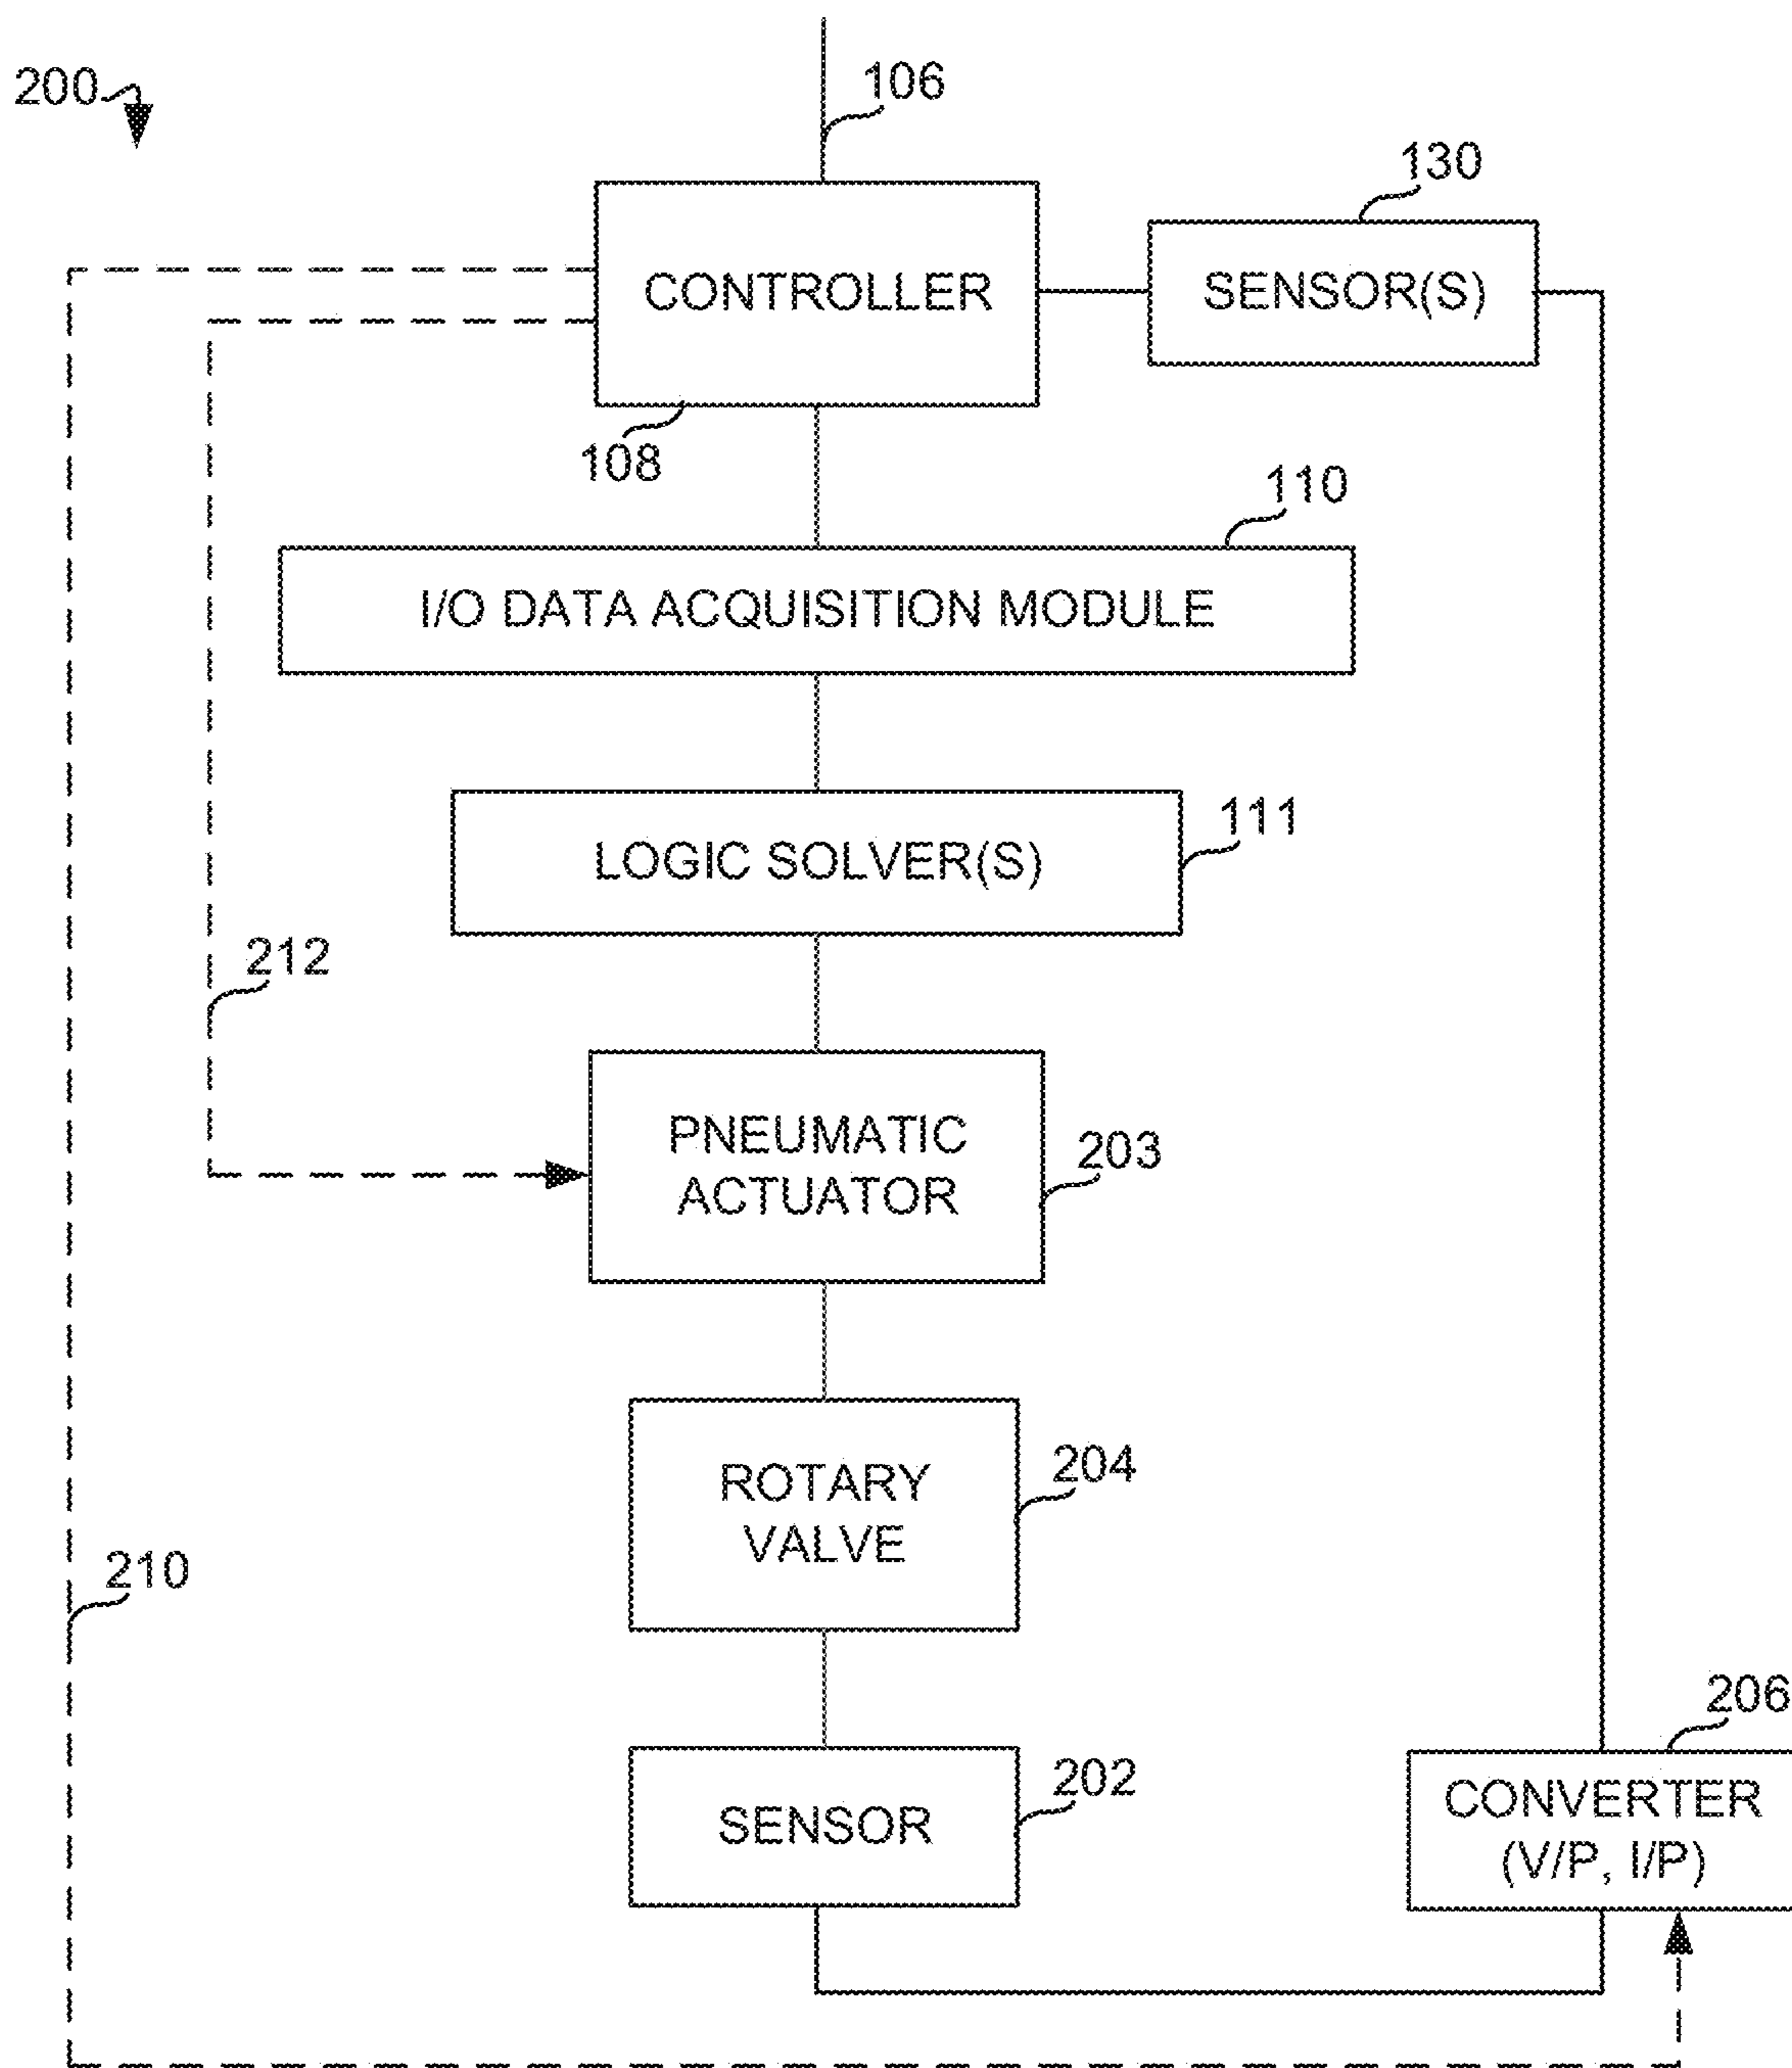 200
106
130
CONTROLLER
SENSOR(S)
108
110
I/O DATA ACQUISITION MODULE
111
LOGIC SOLVER(S)
212
PNEUMATIC
ACTUATOR
203
ROTARY
VALVE
204
210
SENSOR
202
206
CONVERTER
(V/P, I/P)